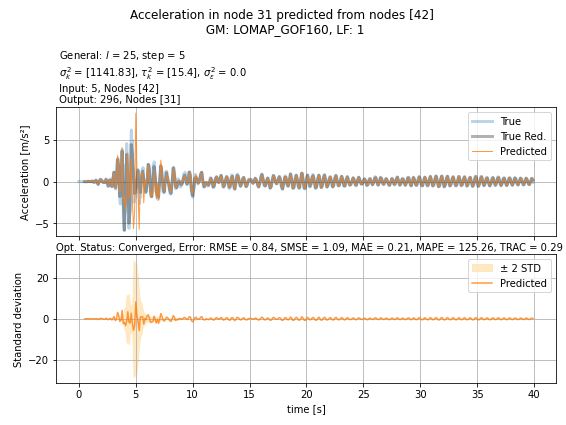 Acceleration in node 31 predicted from nodes [42]
GM: LOMAP_GOF160, LF: 1
General: l = 25, step = 5
σ²ₖ = [1141.83], τ²ₖ = [15.4], σ²ε = 0.0
Input: 5, Nodes [42]
Output: 296, Nodes [31]
Acceleration [m/s²]
5
0
−5
True
True Red.
Predicted
Opt. Status: Converged, Error: RMSE = 0.84, SMSE = 1.09, MAE = 0.21, MAPE = 125.26, TRAC = 0.29
Standard deviation
20
0
−20
± 2 STD
Predicted
0 5 10 15 20 25 30 35 40
time [s]